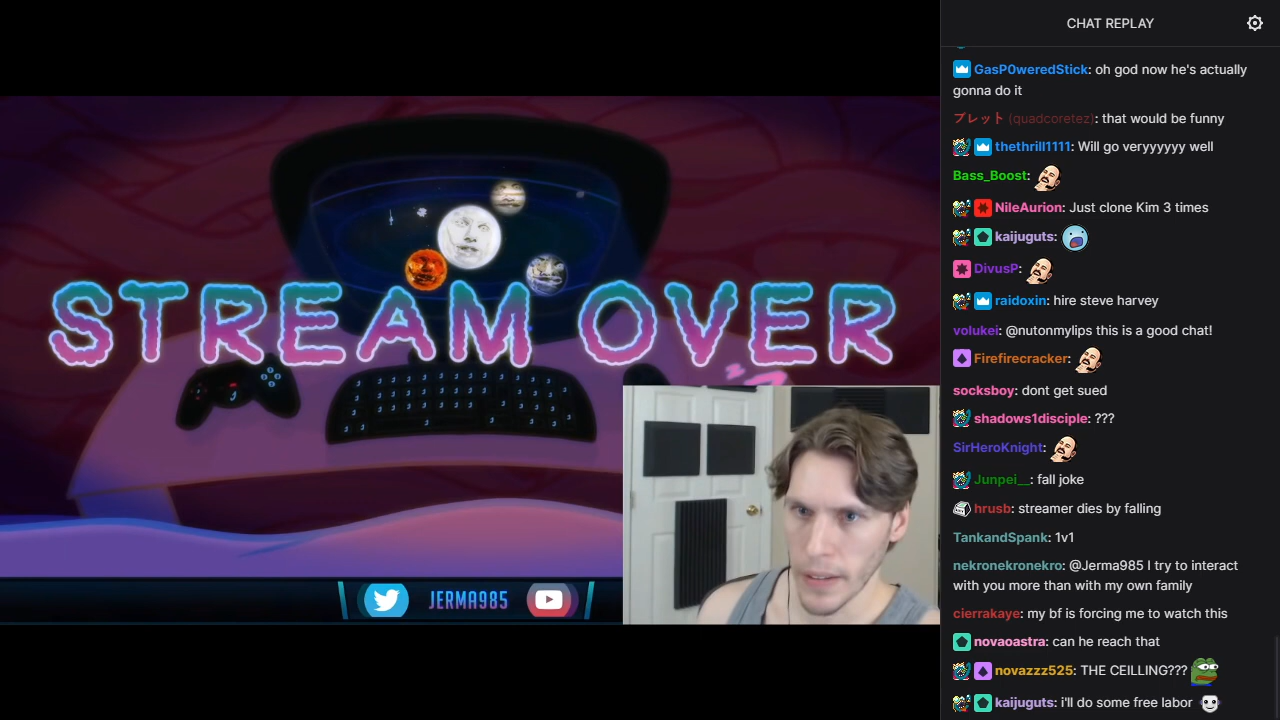 CHAT REPLAY
GasP0weredStick: oh god now he's actually
gonna do it
ブレット (quadcoretez): that would be funny
thethrill1111: Will go veryyyyyy well
Bass_Boost:
NileAurion: Just clone Kim 3 times
kaijuguts:
DivusP:
raidoxin: hire steve harvey
volukei: @nutonmylips this is a good chat!
Firefirecracker:
socksboy: dont get sued
shadows1disciple: ???
SirHeroKnight:
Junpei__: fall joke
hrusb: streamer dies by falling
TankandSpank: 1v1
nekronekronekro: @Jerma985 I try to interact
with you more than with my own family
cierrakaye: my bf is forcing me to watch this
novaoastra: can he reach that
novazzz525: THE CEILLING???
kaijuguts: i'll do some free labor
STREAM OVER
JERMA985